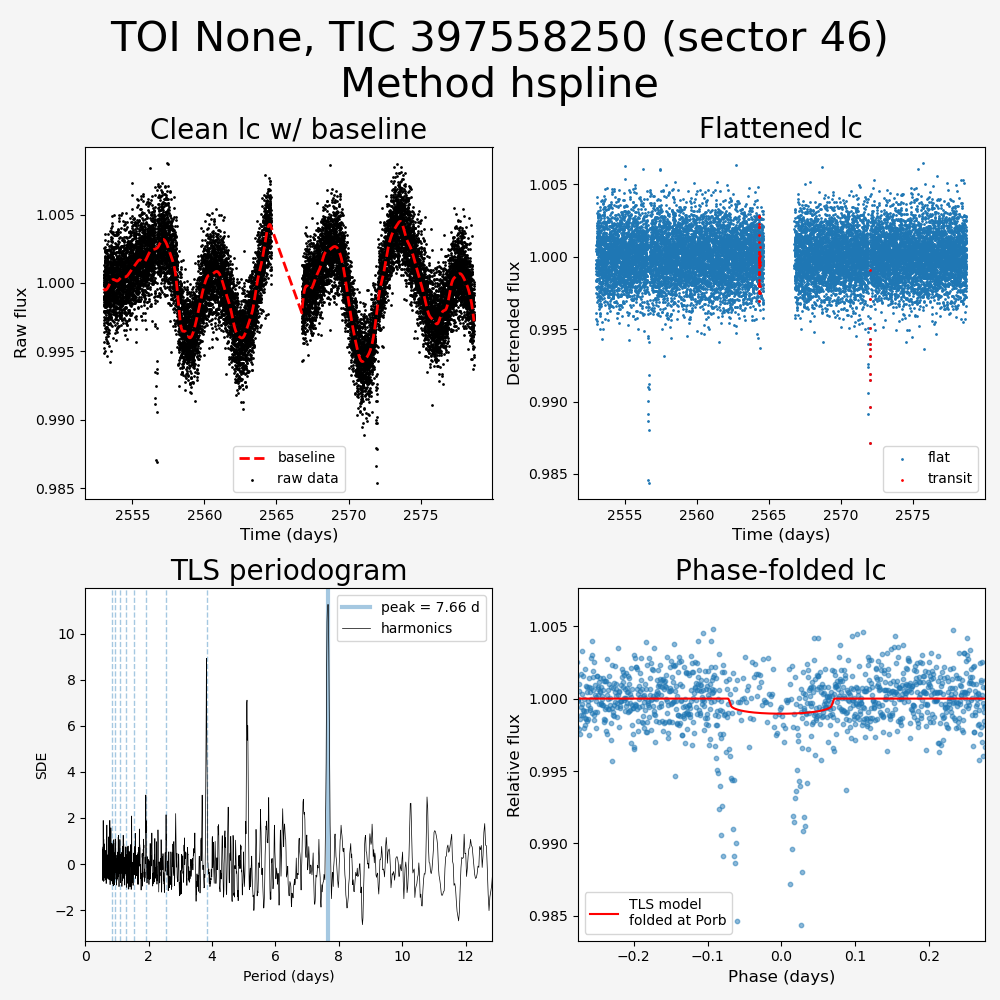 TOI None, TIC 397558250 (sector 46)
Method hspline
Clean lc w/ baseline
Flattened lc
1.005
1.000
0.995
0.990
0.985
Raw flux
baseline
raw data
2555
2560
2565
2570
2575
Time (days)
1.005
1.000
0.995
0.990
0.985
Detrended flux
flat
transit
2555
2560
2565
2570
2575
Time (days)
TLS periodogram
Phase-folded lc
10
8
6
4
2
0
−2
SDE
peak = 7.66 d
harmonics
0
2
4
6
8
10
12
Period (days)
1.005
1.000
0.995
0.990
0.985
Relative flux
TLS model
folded at Porb
−0.2
−0.1
0.0
0.1
0.2
Phase (days)